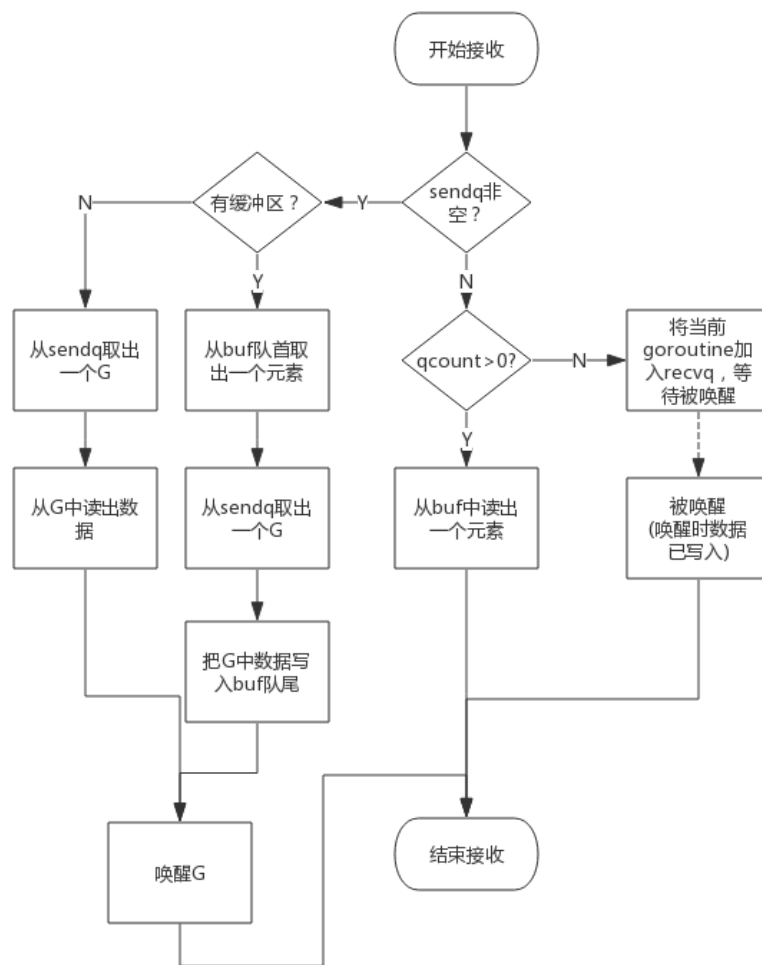 开始接收
sendq非
空？
Y
有缓冲区？
N
Y
N
从sendq取出
一个G
从buf队首取
出一个元素
qcount>0?
N
将当前
goroutine加
入recvq，等
待被唤醒
Y
从G中读出数
据
从sendq取出
一个G
从buf中读出
一个元素
被唤醒
(唤醒时数据
已写入)
把G中数据写
入buf队尾
唤醒G
结束接收